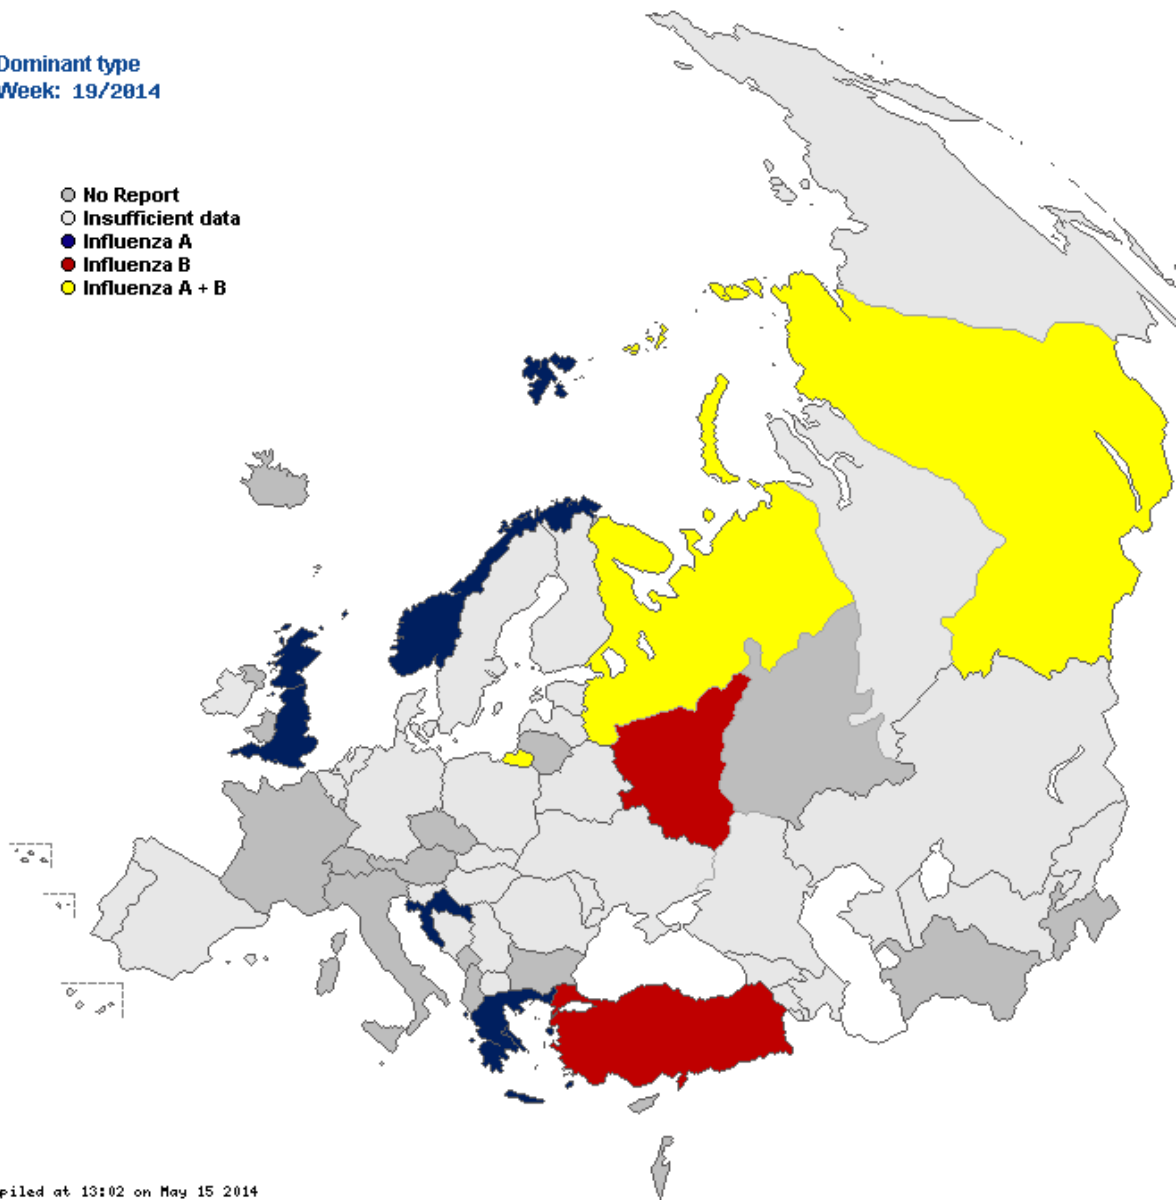 Dominant type
Week: 19/2014
No Report
Insufficient data
Influenza A
Influenza B
Influenza A + B
piled at 13:02 on May 15 2014